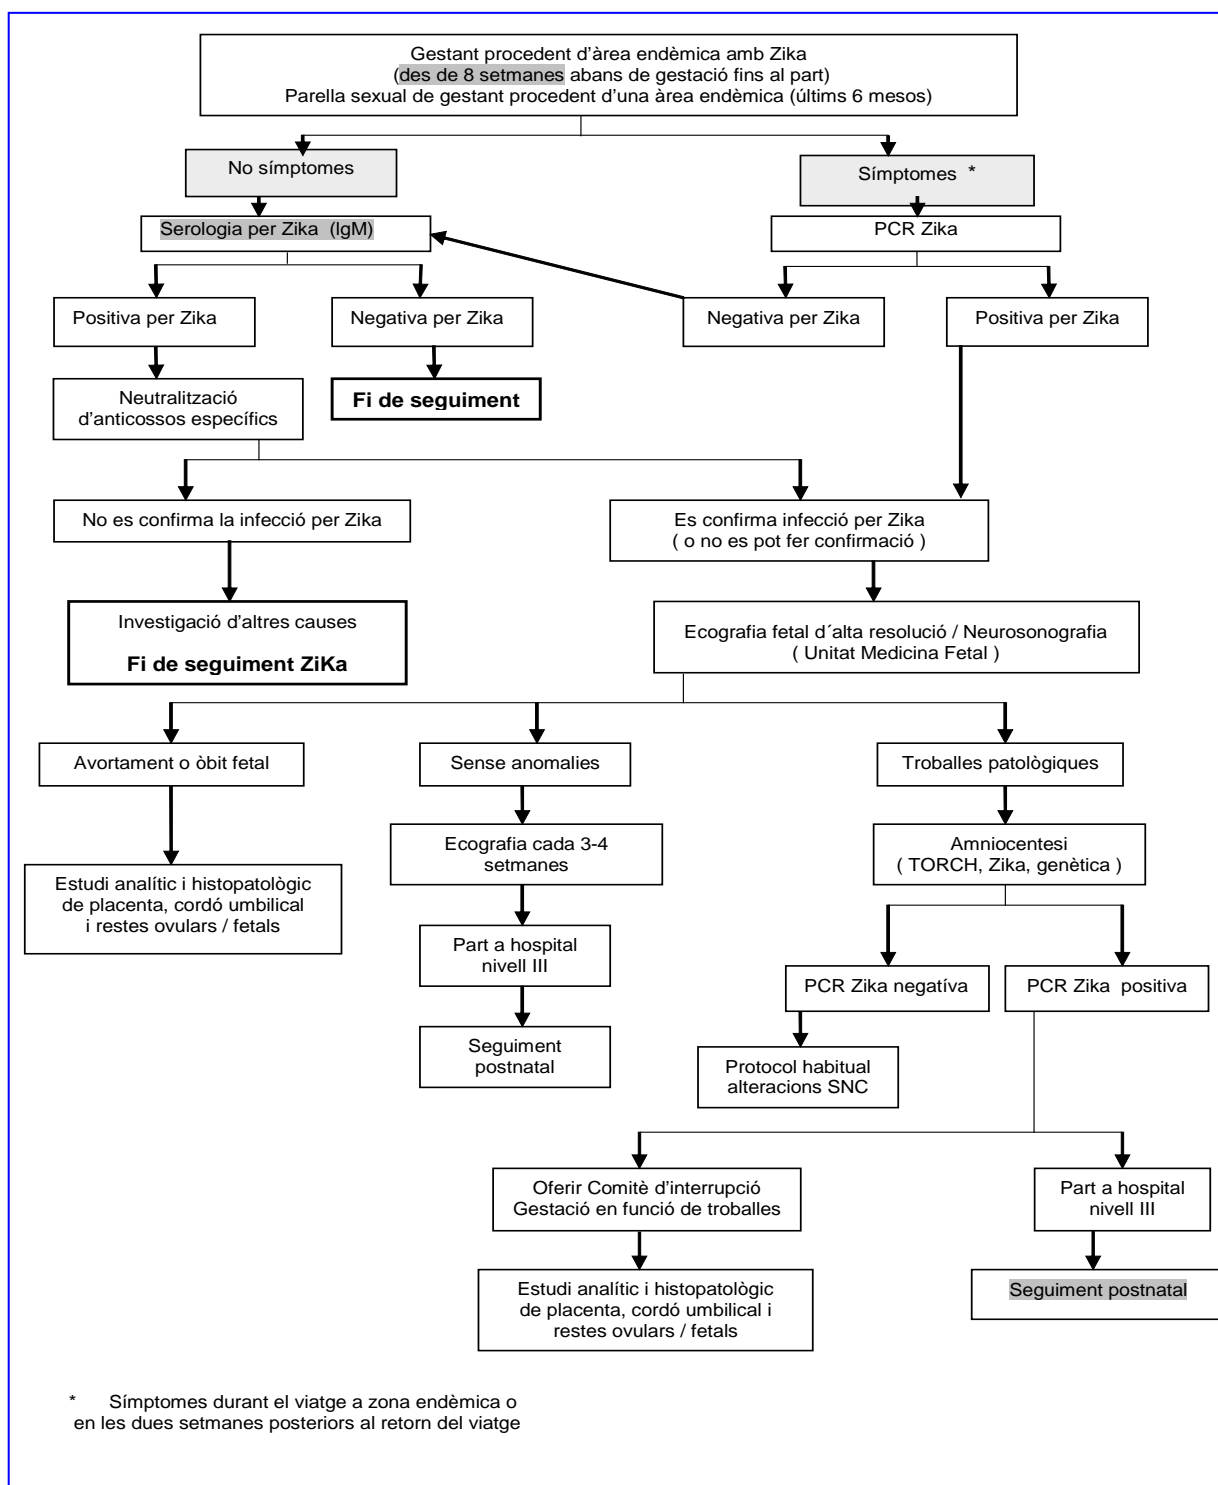 Gestant procedent d’àrea endèmica amb Zika
(des de 8 setmanes abans de gestació fins al part)
Parella sexual de gestant procedent d’una àrea endèmica (últims 6 mesos)
No símptomes
Símptomes *
Serologia per Zika (IgM)
PCR Zika
Positiva per Zika
Negativa per Zika
Negativa per Zika
Positiva per Zika
Neutralització
d’anticossos específics
Fi de seguiment
No es confirma la infecció per Zika
Es confirma infecció per Zika
( o no es pot fer confirmació )
Investigació d’altres causes
Fi de seguiment ZiKa
Ecografia fetal d´alta resolució / Neurosonografia
( Unitat Medicina Fetal )
Avortament o òbit fetal
Sense anomalies
Troballes patològiques
Ecografia cada 3-4
setmanes
Amniocentesi
( TORCH, Zika, genètica )
Estudi analític i histopatològic
de placenta, cordó umbilical
i restes ovulars / fetals
Part a hospital
nivell III
PCR Zika negatíva
PCR Zika positiva
Seguiment
postnatal
Protocol habitual
alteracions SNC
Oferir Comitè d’interrupció
Gestació en funció de troballes
Part a hospital
nivell III
Estudi analític i histopatològic
de placenta, cordó umbilical i
restes ovulars / fetals
Seguiment postnatal
* Símptomes durant el viatge a zona endèmica o
en les dues setmanes posteriors al retorn del viatge